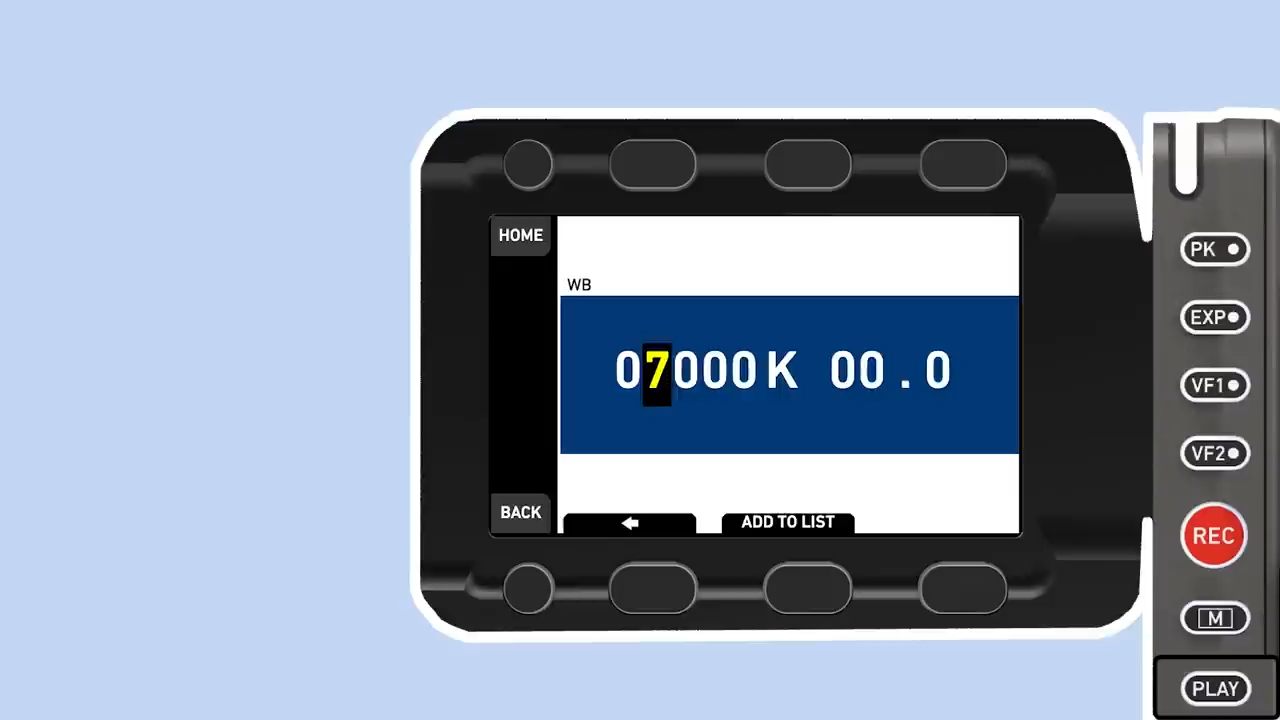 HOME
WB
07000K 00.0
BACK
ADD TO LIST
PK
EXP
VF1
VF2
REC
M
PLAY